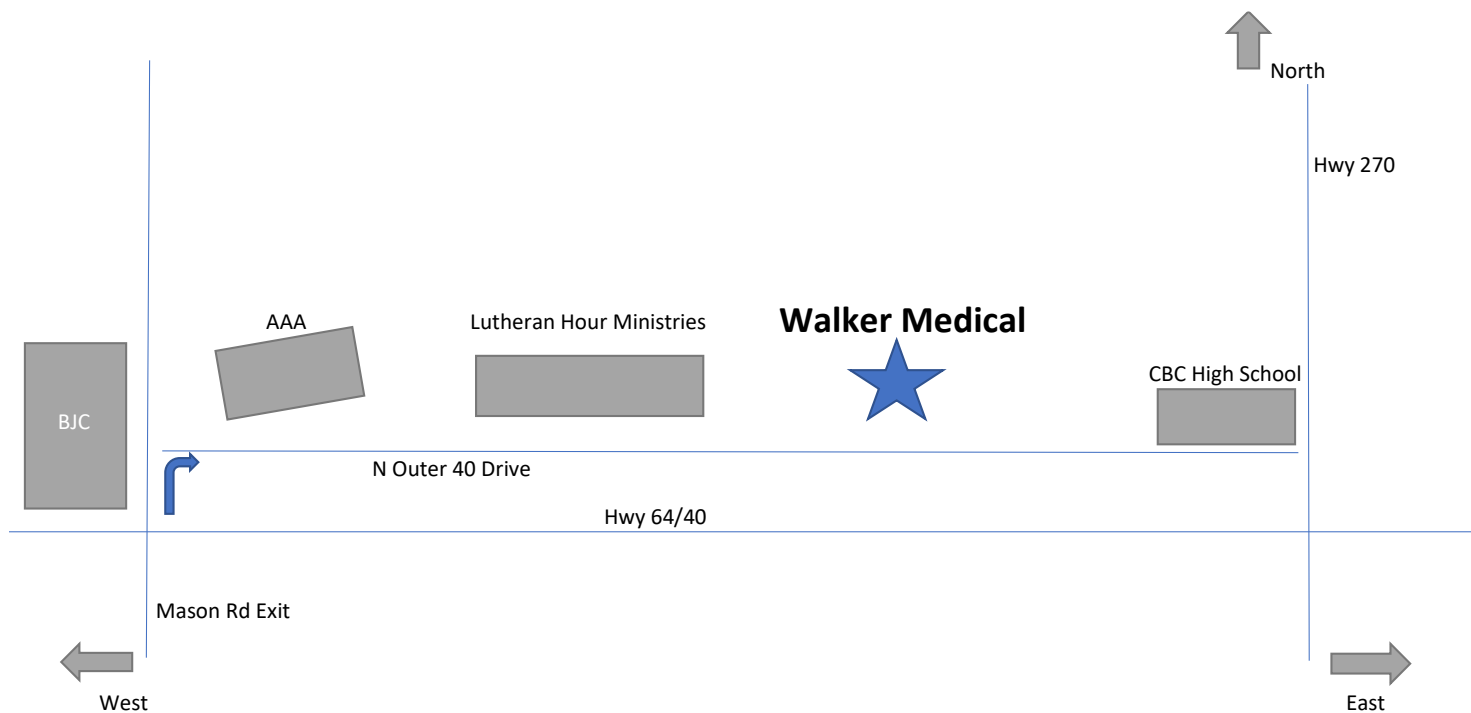 North
Hwy 270
AAA
Lutheran Hour Ministries
Walker Medical
CBC High School
BJC
N Outer 40 Drive
Hwy 64/40
Mason Rd Exit
West
East